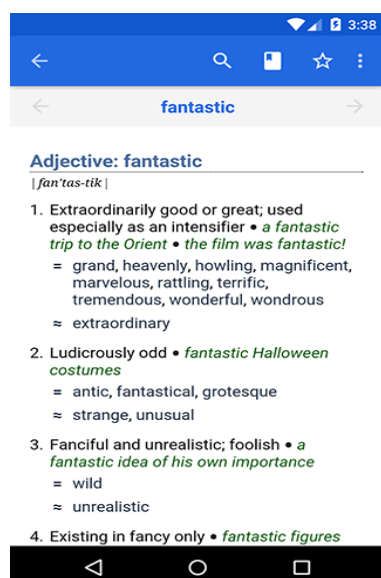 3:38
fantastic
Adjective: fantastic
| fan'tas-tik |
1. Extraordinarily good or great; used
especially as an intensifier • a fantastic
trip to the Orient • the film was fantastic!
= grand, heavenly, howling, magnificent,
marvelous, rattling, terrific,
tremendous, wonderful, wondrous
≈ extraordinary
2. Ludicrously odd • fantastic Halloween
costumes
= antic, fantastical, grotesque
≈ strange, unusual
3. Fanciful and unrealistic; foolish • a
fantastic idea of his own importance
= wild
≈ unrealistic
4. Existing in fancy only • fantastic figures